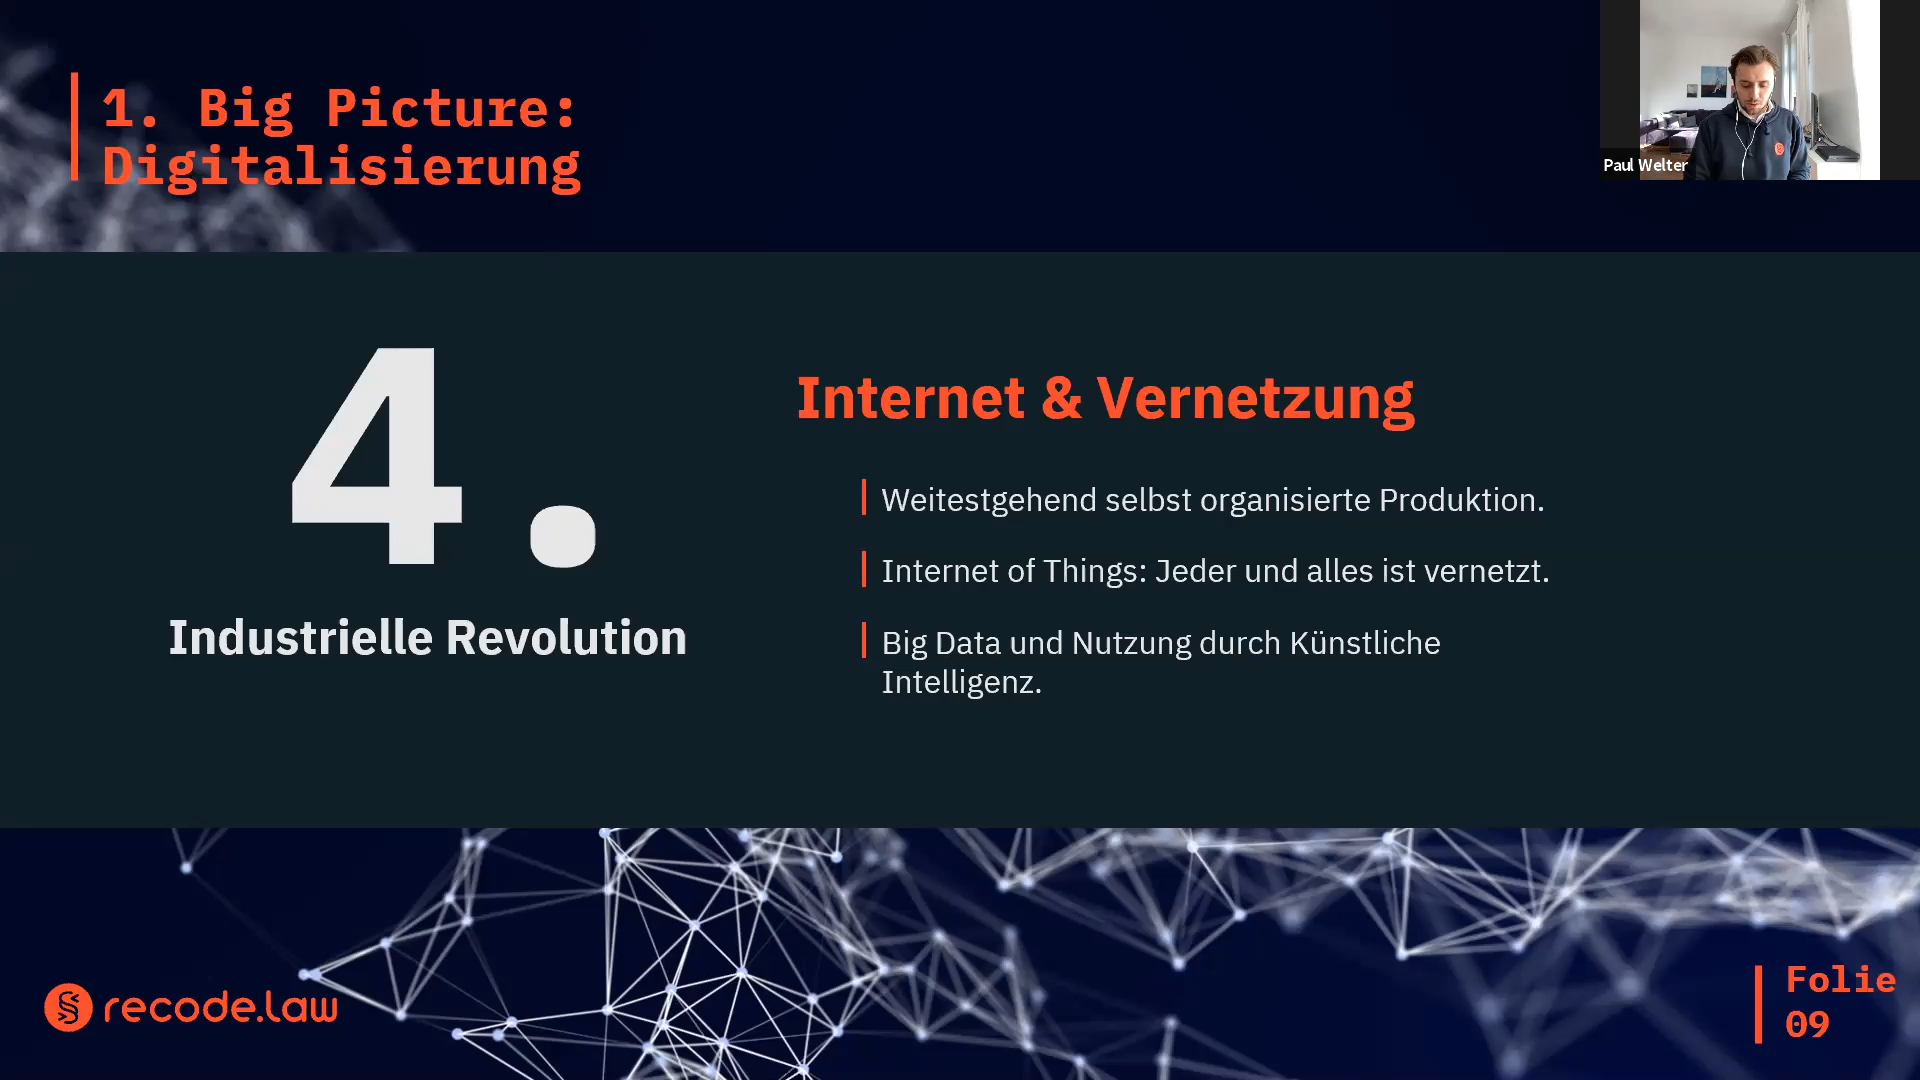 1. Big Picture:
Digitalisierung
Paul Welter
4.
Industrielle Revolution
Internet & Vernetzung
Weitestgehend selbst organisierte Produktion.
Internet of Things: Jeder und alles ist vernetzt.
Big Data und Nutzung durch Künstliche
Intelligenz.
recode.law
Folie
09